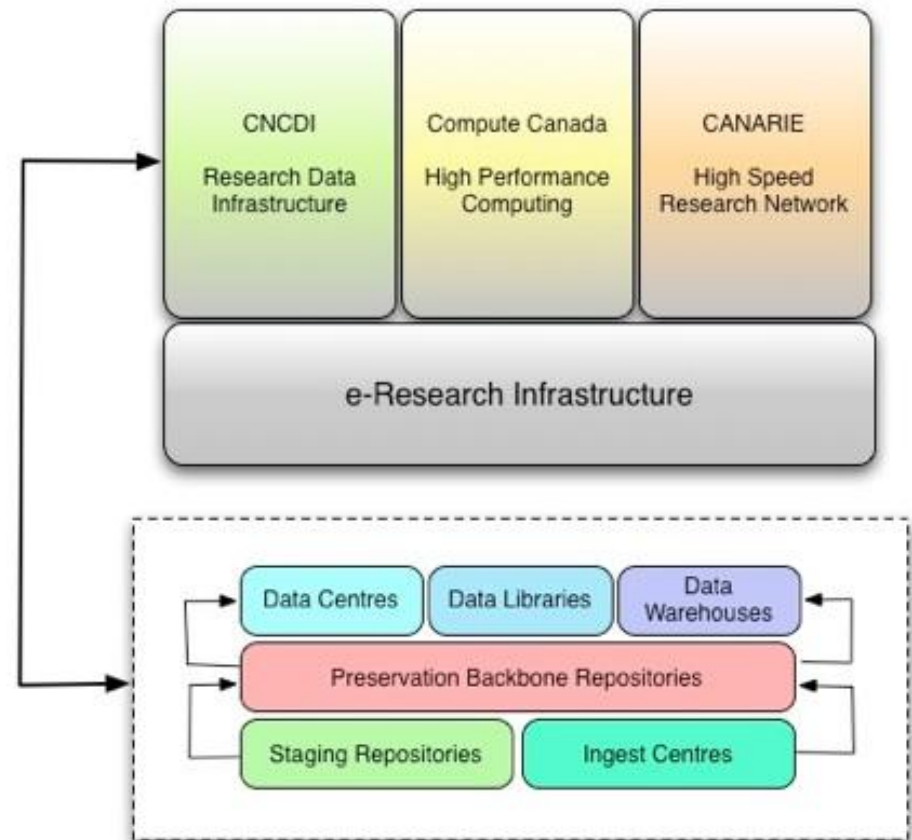 CNCDI
Research Data
Infrastructure
Compute Canada
High Performance
Computing
CANARIE
High Speed
Research Network
e-Research Infrastructure
Data Centres
Data Libraries
Data
Warehouses
Preservation Backbone Repositories
Staging Repositories
Ingest Centres